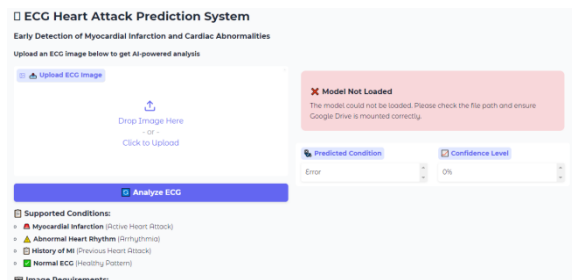 ECG Heart Attack Prediction System
Early Detection of Myocardial Infarction and Cardiac Abnormalities
Upload an ECG image below to get AI-powered analysis
Upload ECG Image
Drop Image Here
- or -
Click to Upload
Analyze ECG
Model Not Loaded
The model could not be loaded. Please check the file path and ensure
Google Drive is mounted correctly.
Predicted Condition
Error
Confidence Level
0%
Supported Conditions:
Myocardial Infarction (Active Heart Attack)
Abnormal Heart Rhythm (Arrhythmia)
History of MI (Previous Heart Attack)
Normal ECG (Healthy Pattern)
Image Requirements: